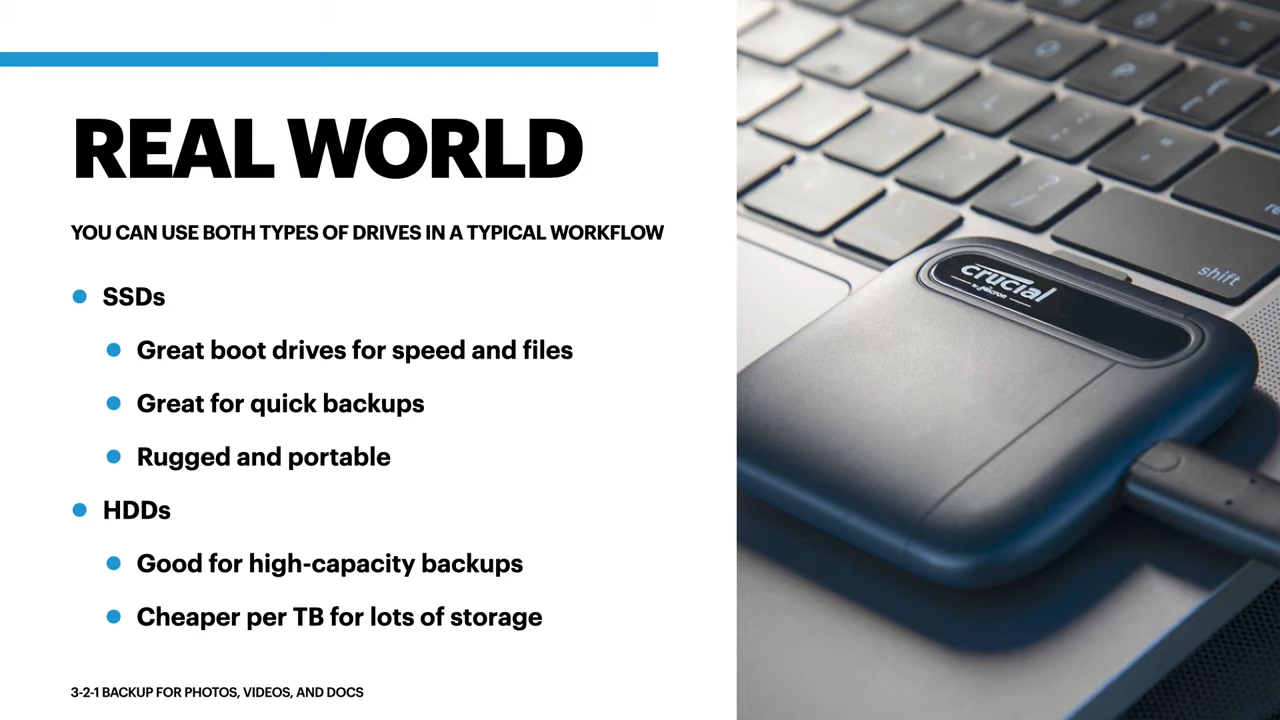 REAL WORLD
YOU CAN USE BOTH TYPES OF DRIVES IN A TYPICAL WORKFLOW
SSDs
Great boot drives for speed and files
Great for quick backups
Rugged and portable
HDDs
Good for high-capacity backups
Cheaper per TB for lots of storage
3-2-1 BACKUP FOR PHOTOS, VIDEOS, AND DOCS
crucial
by Micron
shift